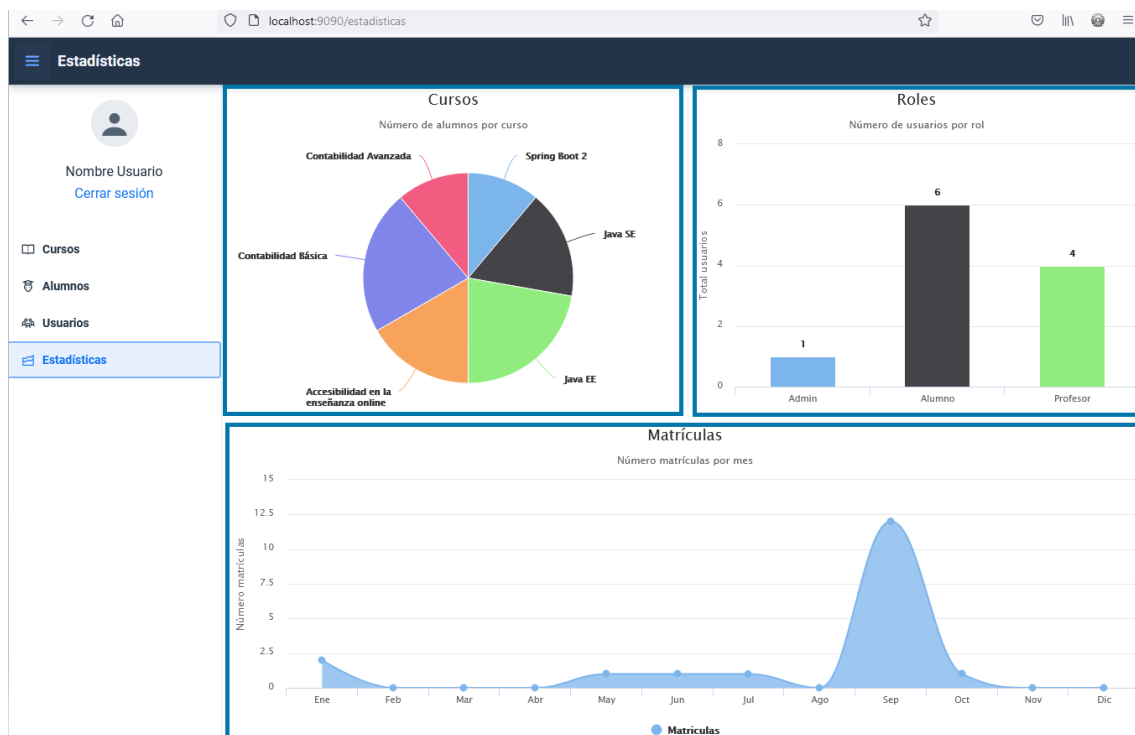 localhost:9090/estadisticas
Estadísticas
Nombre Usuario
Cerrar sesión
Cursos
Alumnos
Usuarios
Estadísticas
Cursos
Número de alumnos por curso
Contabilidad Avanzada
Spring Boot 2
Java SE
Contabilidad Básica
Java EE
Accesibilidad en la
enseñanza online
Roles
Número de usuarios por rol
Total usuarios
8
6
4
2
0
1
6
4
Admin
Alumno
Profesor
Matrículas
Número matrículas por mes
Número matrículas
15
12.5
10
7.5
5
2.5
0
Ene
Feb
Mar
Abr
May
Jun
Jul
Ago
Sep
Oct
Nov
Dic
Matriculas